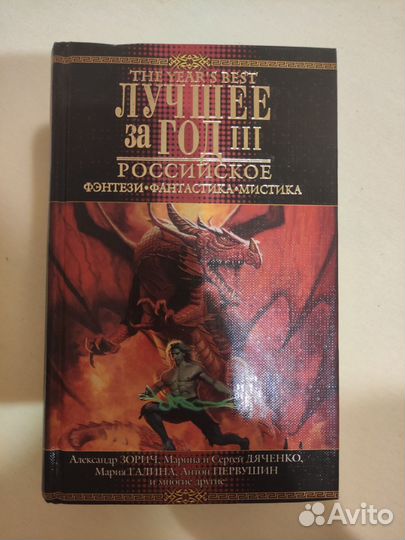 THE YEAR'S BEST
ЛУЧШЕЕ
за ГОД III
РОССИЙСКОЕ
ФЭНТЕЗИ•ФАНТАСТИКА•МИСТИКА
Александр ЗОРИЧ, Марина и Сергей ДЯЧЕНКО,
Мария ГАЛИНА, Антон ПЕРВУШИН
и многие другие
Avito